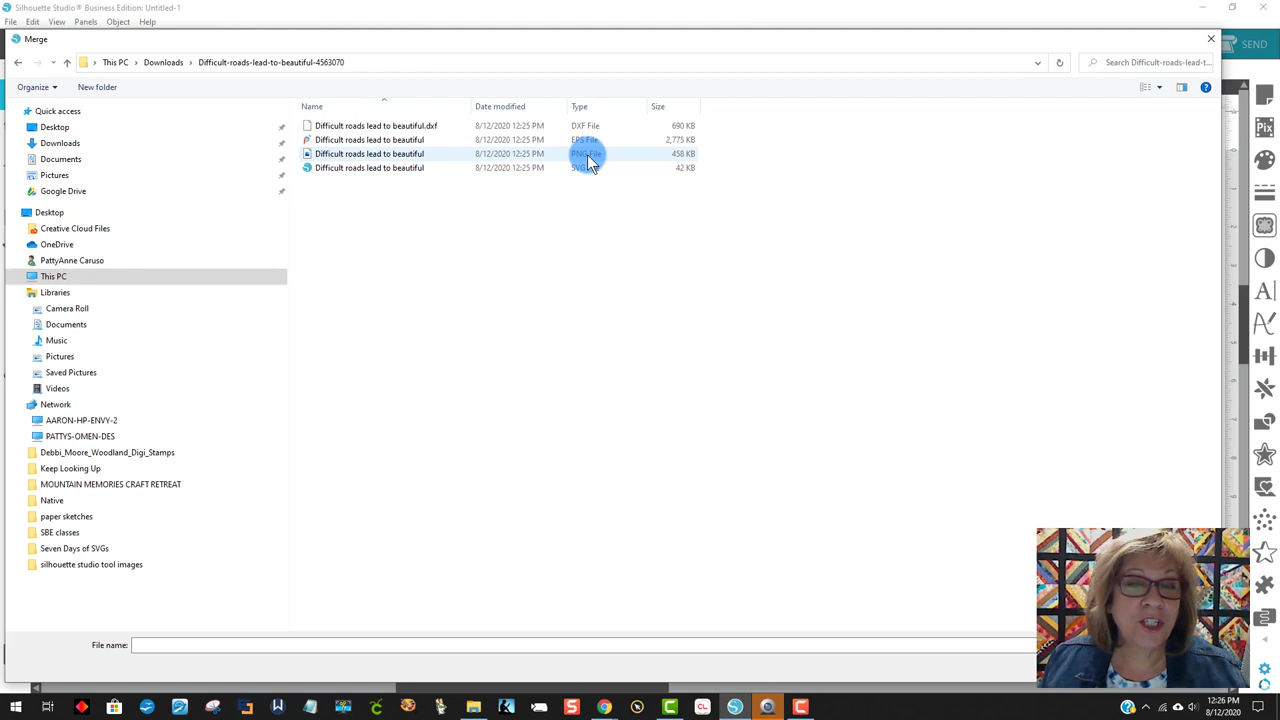 Silhouette Studio® Business Edition: Untitled-1
File Edit View Panels Object Help
Merge
SEND
This PC > Downloads > Difficult-roads-lead-to-beautiful-4563070
Search Difficult-roads-lead-t...
Organize New folder
Name Date modified Type Size
Quick access
Desktop
Downloads
Documents
Pictures
Google Drive
Desktop
Creative Cloud Files
OneDrive
PattyAnne Caruso
This PC
Libraries
Camera Roll
Documents
Music
Pictures
Saved Pictures
Videos
Network
AARON-HP-ENVY-2
PATTYS-OMEN-DES
Debbi_Moore_Woodland_Digi_Stamps
Keep Looking Up
MOUNTAIN MEMORIES CRAFT RETREAT
Native
paper sketches
SBE classes
Seven Days of SVGs
silhouette studio tool images
Difficult roads lead to beautiful.dxf 8/12/2020 12:25 PM DXF File 690 KB
Difficult roads lead to beautiful 8/12/2020 12:25 PM EPS File 2,775 KB
Difficult roads lead to beautiful 8/12/2020 12:25 PM PNG File 458 KB
Difficult roads lead to beautiful 8/12/2020 12:25 PM SVG 42 KB
Pix
File name:
12:26 PM
8/12/2020